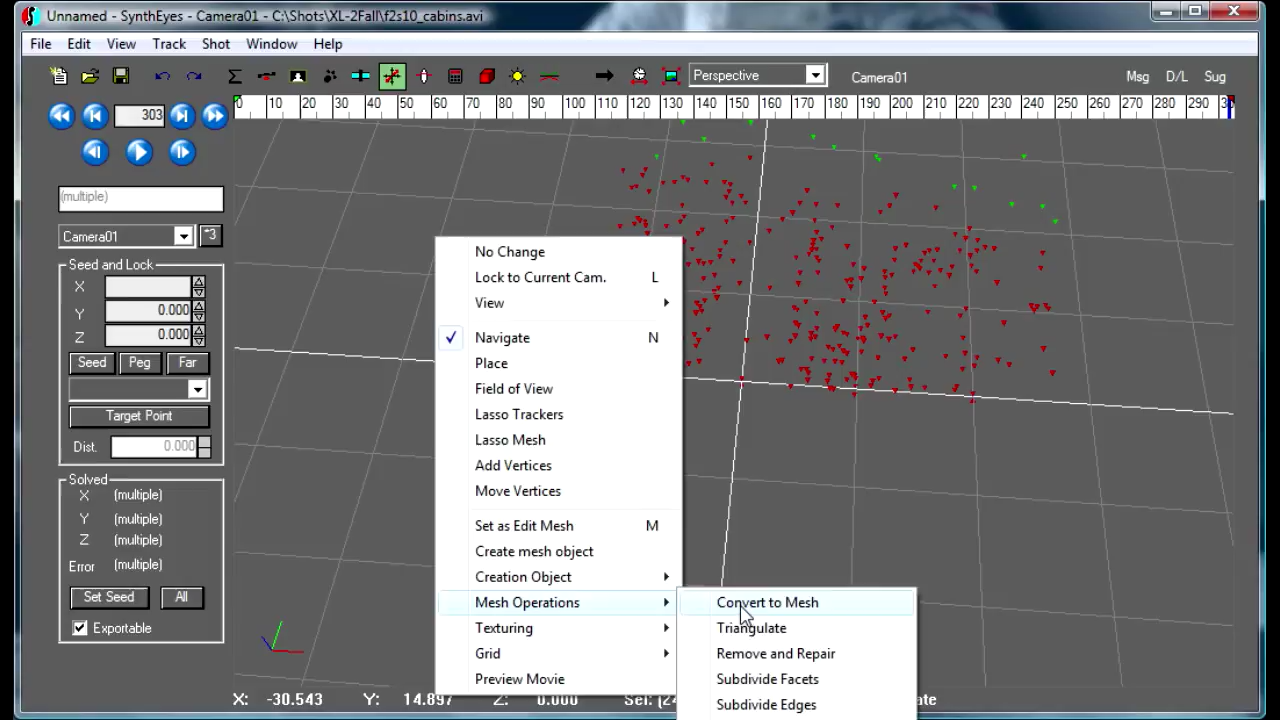 Unnamed - SynthEyes - Camera01 - C:\Shots\XL-2Fall\f2s10_cabins.avi
File Edit View Track Shot Window Help
Perspective Camera01 Msg D/L Sug
303 0 10 20 30 40 50 60 70 80 90 100 110 120 130 140 150 160 170 180 190 200 210 220 230 240 250 260 270 280 290
(multiple)
Camera01 *3
Seed and Lock
X
Y 0.000
Z 0.000
Seed Peg Far
Target Point
Dist. 0.000
Solved
X (multiple)
Y (multiple)
Z (multiple)
Error (multiple)
Set Seed All
Exportable
No Change
Lock to Current Cam. L
View
Navigate N
Place
Field of View
Lasso Trackers
Lasso Mesh
Add Vertices
Move Vertices
Set as Edit Mesh M
Create mesh object
Creation Object
Mesh Operations
Texturing
Grid
Preview Movie
Convert to Mesh
Triangulate
Remove and Repair
Subdivide Facets
Subdivide Edges
X: -30.543 Y: 14.897 Z: 0.000 Sel: